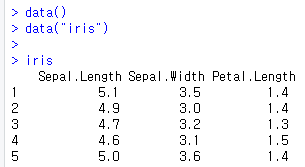 > data()
> data("iris")
>
> iris
Sepal.Length Sepal.Width Petal.Length
1 5.1 3.5 1.4
2 4.9 3.0 1.4
3 4.7 3.2 1.3
4 4.6 3.1 1.5
5 5.0 3.6 1.4